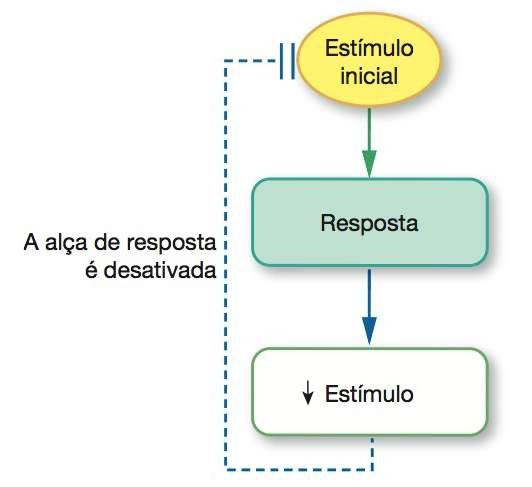 Estímulo
inicial
Resposta
A alça de resposta
é desativada
↓ Estímulo